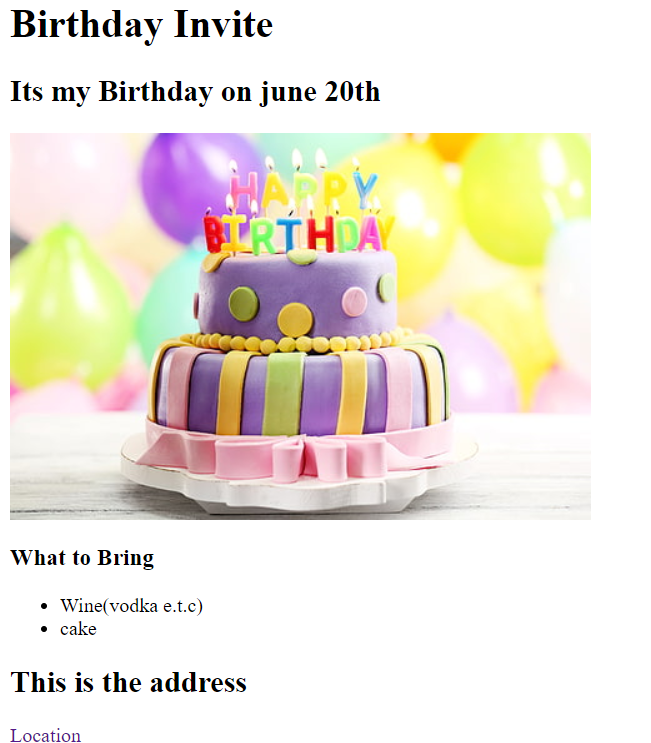 Birthday Invite
Its my Birthday on june 20th
HAPPY
BIRTHDAY
What to Bring
Wine(vodka e.t.c)
cake
This is the address
Location